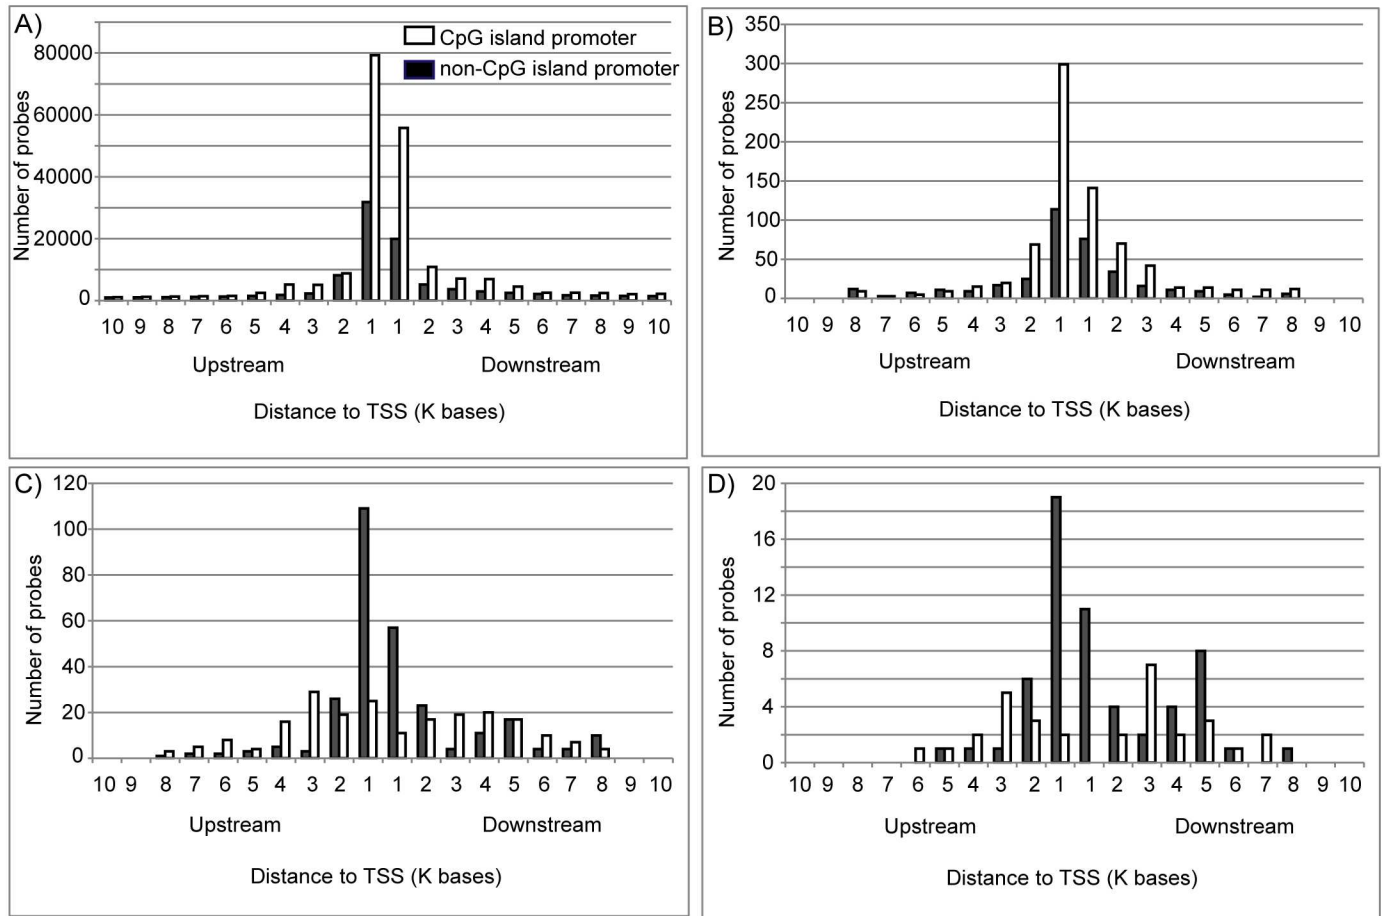 A)
CpG island promoter
non-CpG island promoter
Number of probes
80000
60000
40000
20000
0
10 9 8 7 6 5 4 3 2 1 1 2 3 4 5 6 7 8 9 10
Upstream Downstream
Distance to TSS (K bases)
B)
Number of probes
350
300
250
200
150
100
50
0
10 9 8 7 6 5 4 3 2 1 1 2 3 4 5 6 7 8 9 10
Upstream Downstream
Distance to TSS (K bases)
C)
Number of probes
120
100
80
60
40
20
0
10 9 8 7 6 5 4 3 2 1 1 2 3 4 5 6 7 8 9 10
Upstream Downstream
Distance to TSS (K bases)
D)
Number of probes
20
16
12
8
4
0
10 9 8 7 6 5 4 3 2 1 1 2 3 4 5 6 7 8 9 10
Upstream Downstream
Distance to TSS (K bases)